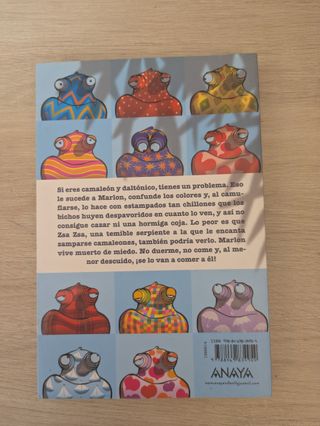 Si eres camaleón y daltónico, tienes un problema. Eso
le sucede a Marlon, confunde los colores y, al camu-
flarse, lo hace con estampados tan chillones que los
bichos huyen despavoridos en cuanto lo ven, y así no
consigue cazar ni una hormiga coja. Lo peor es que
Zsa Zsa, una temible serpiente a la que le encanta
zamparse camaleones, también podría verlo. Marlon
vive muerto de miedo. No duerme, no come y, al me-
nor descuido, ¡se lo van a comer a él!
ANAYA